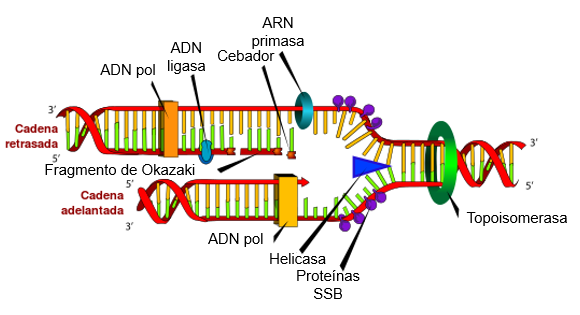 ARN
primasa
ADN
ligasa
Cebador
ADN pol
3′
Cadena
retrasada
5′
Fragmento de Okazaki
Cadena
adelantada
5′
3′
ADN pol
Helicasa
Proteínas
SSB
Topoisomerasa
3′
5′